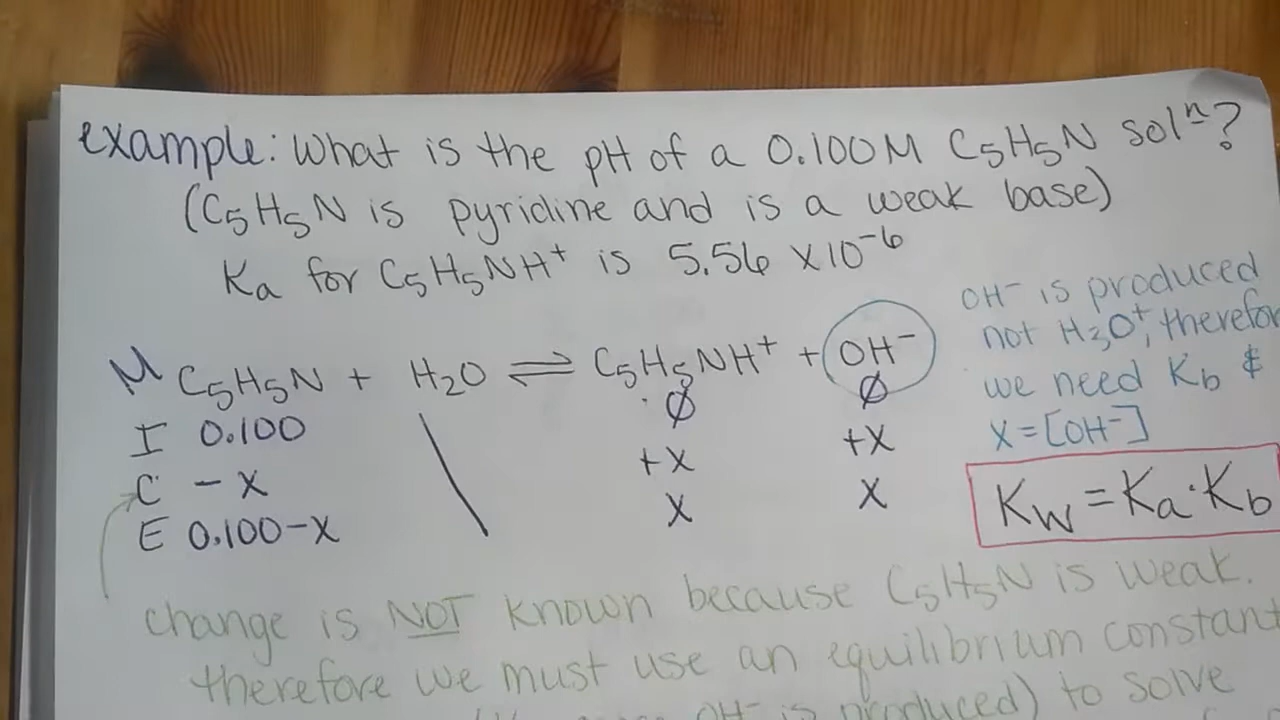 example: What is the pH of a 0.100M C₅H₅N solⁿ?
(C₅H₅N is pyridine and is a weak base)
Ka for C₅H₅NH⁺ is 5.56 x10⁻⁶
M C₅H₅N + H₂O ⇌ C₅H₅NH⁺ + OH⁻
I 0.100 Ø Ø
C -X +X +X
E 0.100-X X X
OH⁻ is produced
not H₃O⁺, therefor
we need Kb &
X=[OH⁻]
Kw = Ka·Kb
change is NOT known because C₅H₅N is weak.
therefore we must use an equilibrium constant
OH⁻ is produced) to solve